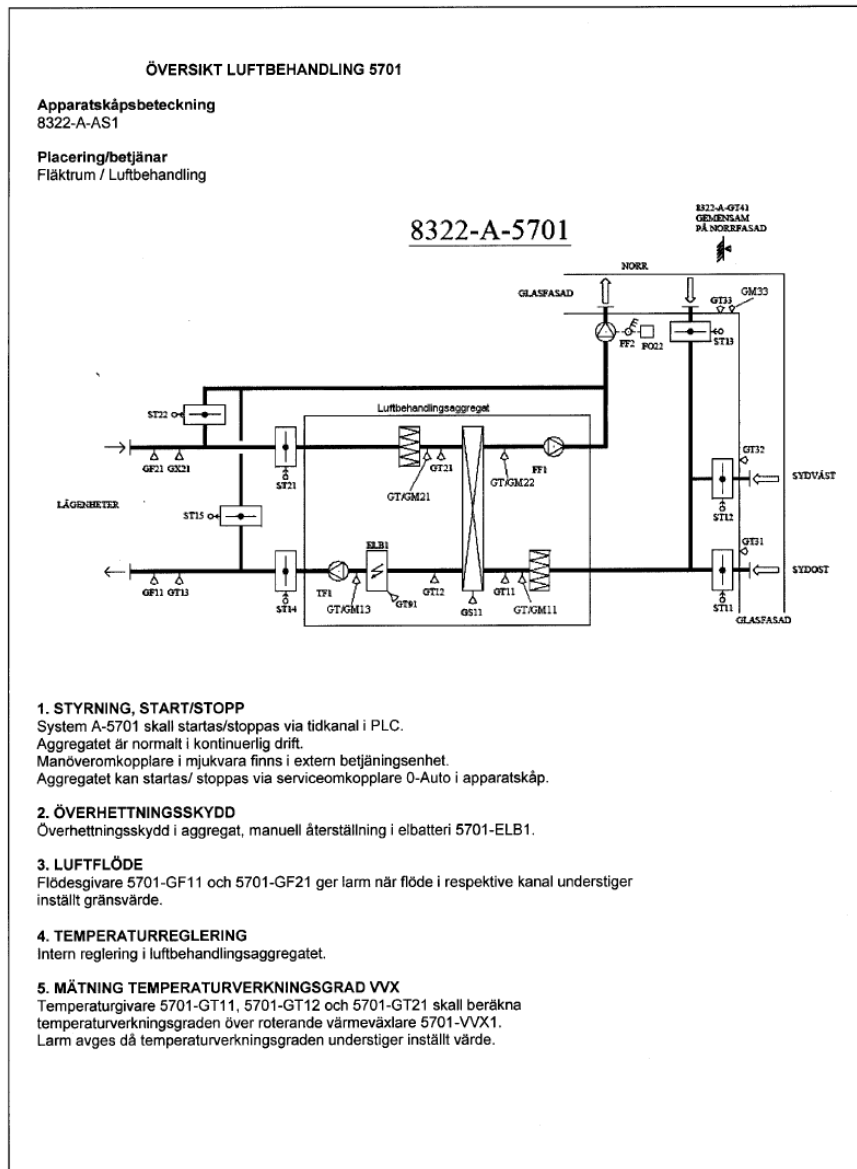 ÖVERSIKT LUFTBEHANDLING 5701
Apparatskåpsbeteckning
8322-A-AS1
Placering/betjänar
Fläktrum / Luftbehandling
8322-A-GT41
GEMENSAM
PÅ NORRFASAD
8322-A-5701
NORR
GLASFASAD
GT33
GM33
FF2
FO22
ST13
ST22
Luftbehandlingsaggregat
GF21
GX21
ST21
GT21
GT/GM21
GT/GM22
FF1
GT32
SYDVÄST
ST12
LÄGENHETER
ST15
ELB1
GT31
SYDOST
GF11
GT13
ST14
TF1
GT/GM13
GT91
GT12
GS11
GT11
GT/GM11
ST11
GLASFASAD
1. STYRNING, START/STOPP
System A-5701 skall startas/stoppas via tidkanal i PLC.
Aggregatet är normalt i kontinuerlig drift.
Manöveromkopplare i mjukvara finns i extern betjäningsenhet.
Aggregatet kan startas/ stoppas via serviceomkopplare 0-Auto i apparatskåp.
2. ÖVERHETTNINGSSKYDD
Överhettningsskydd i aggregat, manuell återställning i elbatteri 5701-ELB1.
3. LUFTFLÖDE
Flödesgivare 5701-GF11 och 5701-GF21 ger larm när flöde i respektive kanal understiger
inställt gränsvärde.
4. TEMPERATURREGLERING
Intern reglering i luftbehandlingsaggregatet.
5. MÄTNING TEMPERATURVERKNINGSGRAD VVX
Temperaturgivare 5701-GT11, 5701-GT12 och 5701-GT21 skall beräkna
temperaturverkningsgraden över roterande värmeväxlare 5701-VVX1.
Larm avges då temperaturverkningsgraden understiger inställt värde.